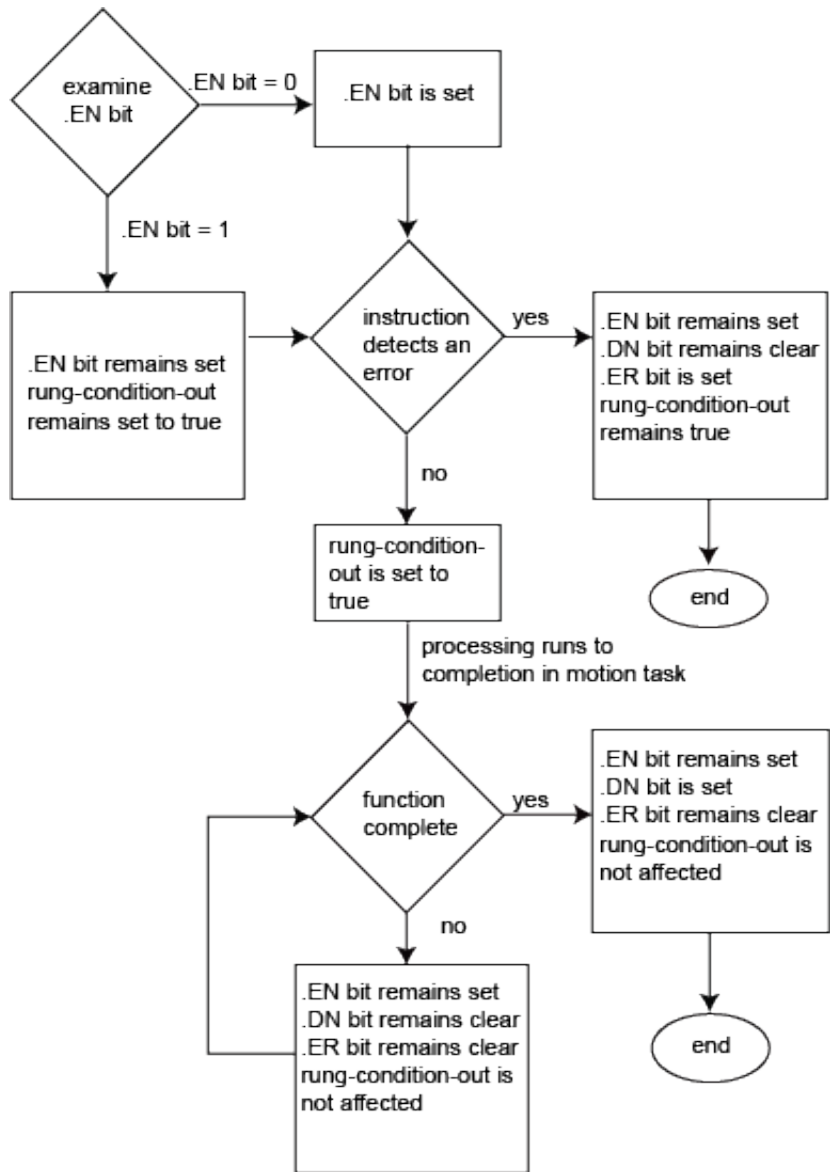 examine
.EN bit
.EN bit = 0
.EN bit is set
.EN bit = 1
.EN bit remains set
rung-condition-out
remains set to true
instruction
detects an
error
yes
.EN bit remains set
.DN bit remains clear
.ER bit is set
rung-condition-out
remains true
no
end
rung-condition-
out is set to
true
processing runs to
completion in motion task
function
complete
yes
.EN bit remains set
.DN bit is set
.ER bit remains clear
rung-condition-out is
not affected
no
.EN bit remains set
.DN bit remains clear
.ER bit remains clear
rung-condition-out is
not affected
end